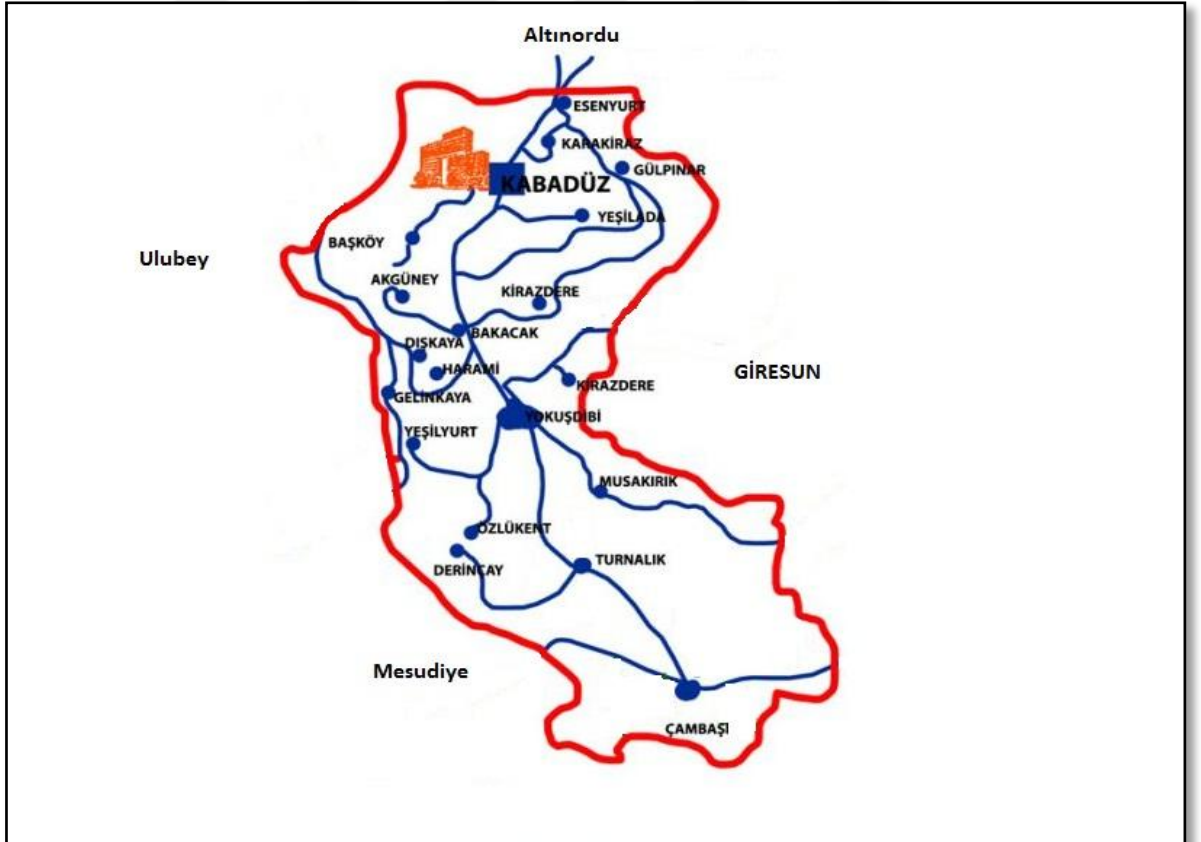 Altınordu
ESENYURT
KARAKİRAZ
GÜLPINAR
KABADÜZ
YEŞİLADA
BAŞKÖY
Ulubey
AKGÜNEY
KİRAZDERE
BAKACAK
DIŞKAYA
HARAMİ
GİRESUN
KİRAZDERE
GELİNKAYA
YOKUŞDİBİ
YEŞİLYURT
MUSAKIRIK
ÖZLÜKENT
TURNALIK
DERİNÇAY
Mesudiye
ÇAMBAŞI